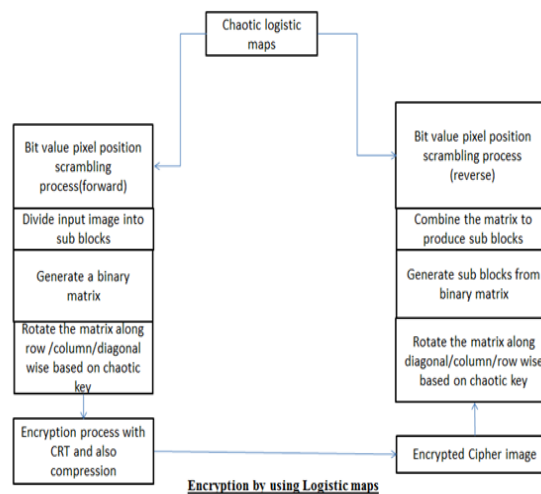 Chaotic logistic
maps
Bit value pixel position
scrambling
process(forward)
Divide input image into
sub blocks
Generate a binary
matrix
Rotate the matrix along
row /column/diagonal
wise based on chaotic
key
Encryption process with
CRT and also
compression
Bit value pixel position
scrambling process
(reverse)
Combine the matrix to
produce sub blocks
Generate sub blocks from
binary matrix
Rotate the matrix along
diagonal/column/row wise
based on chaotic key
Encrypted Cipher image
Encryption by using Logistic maps